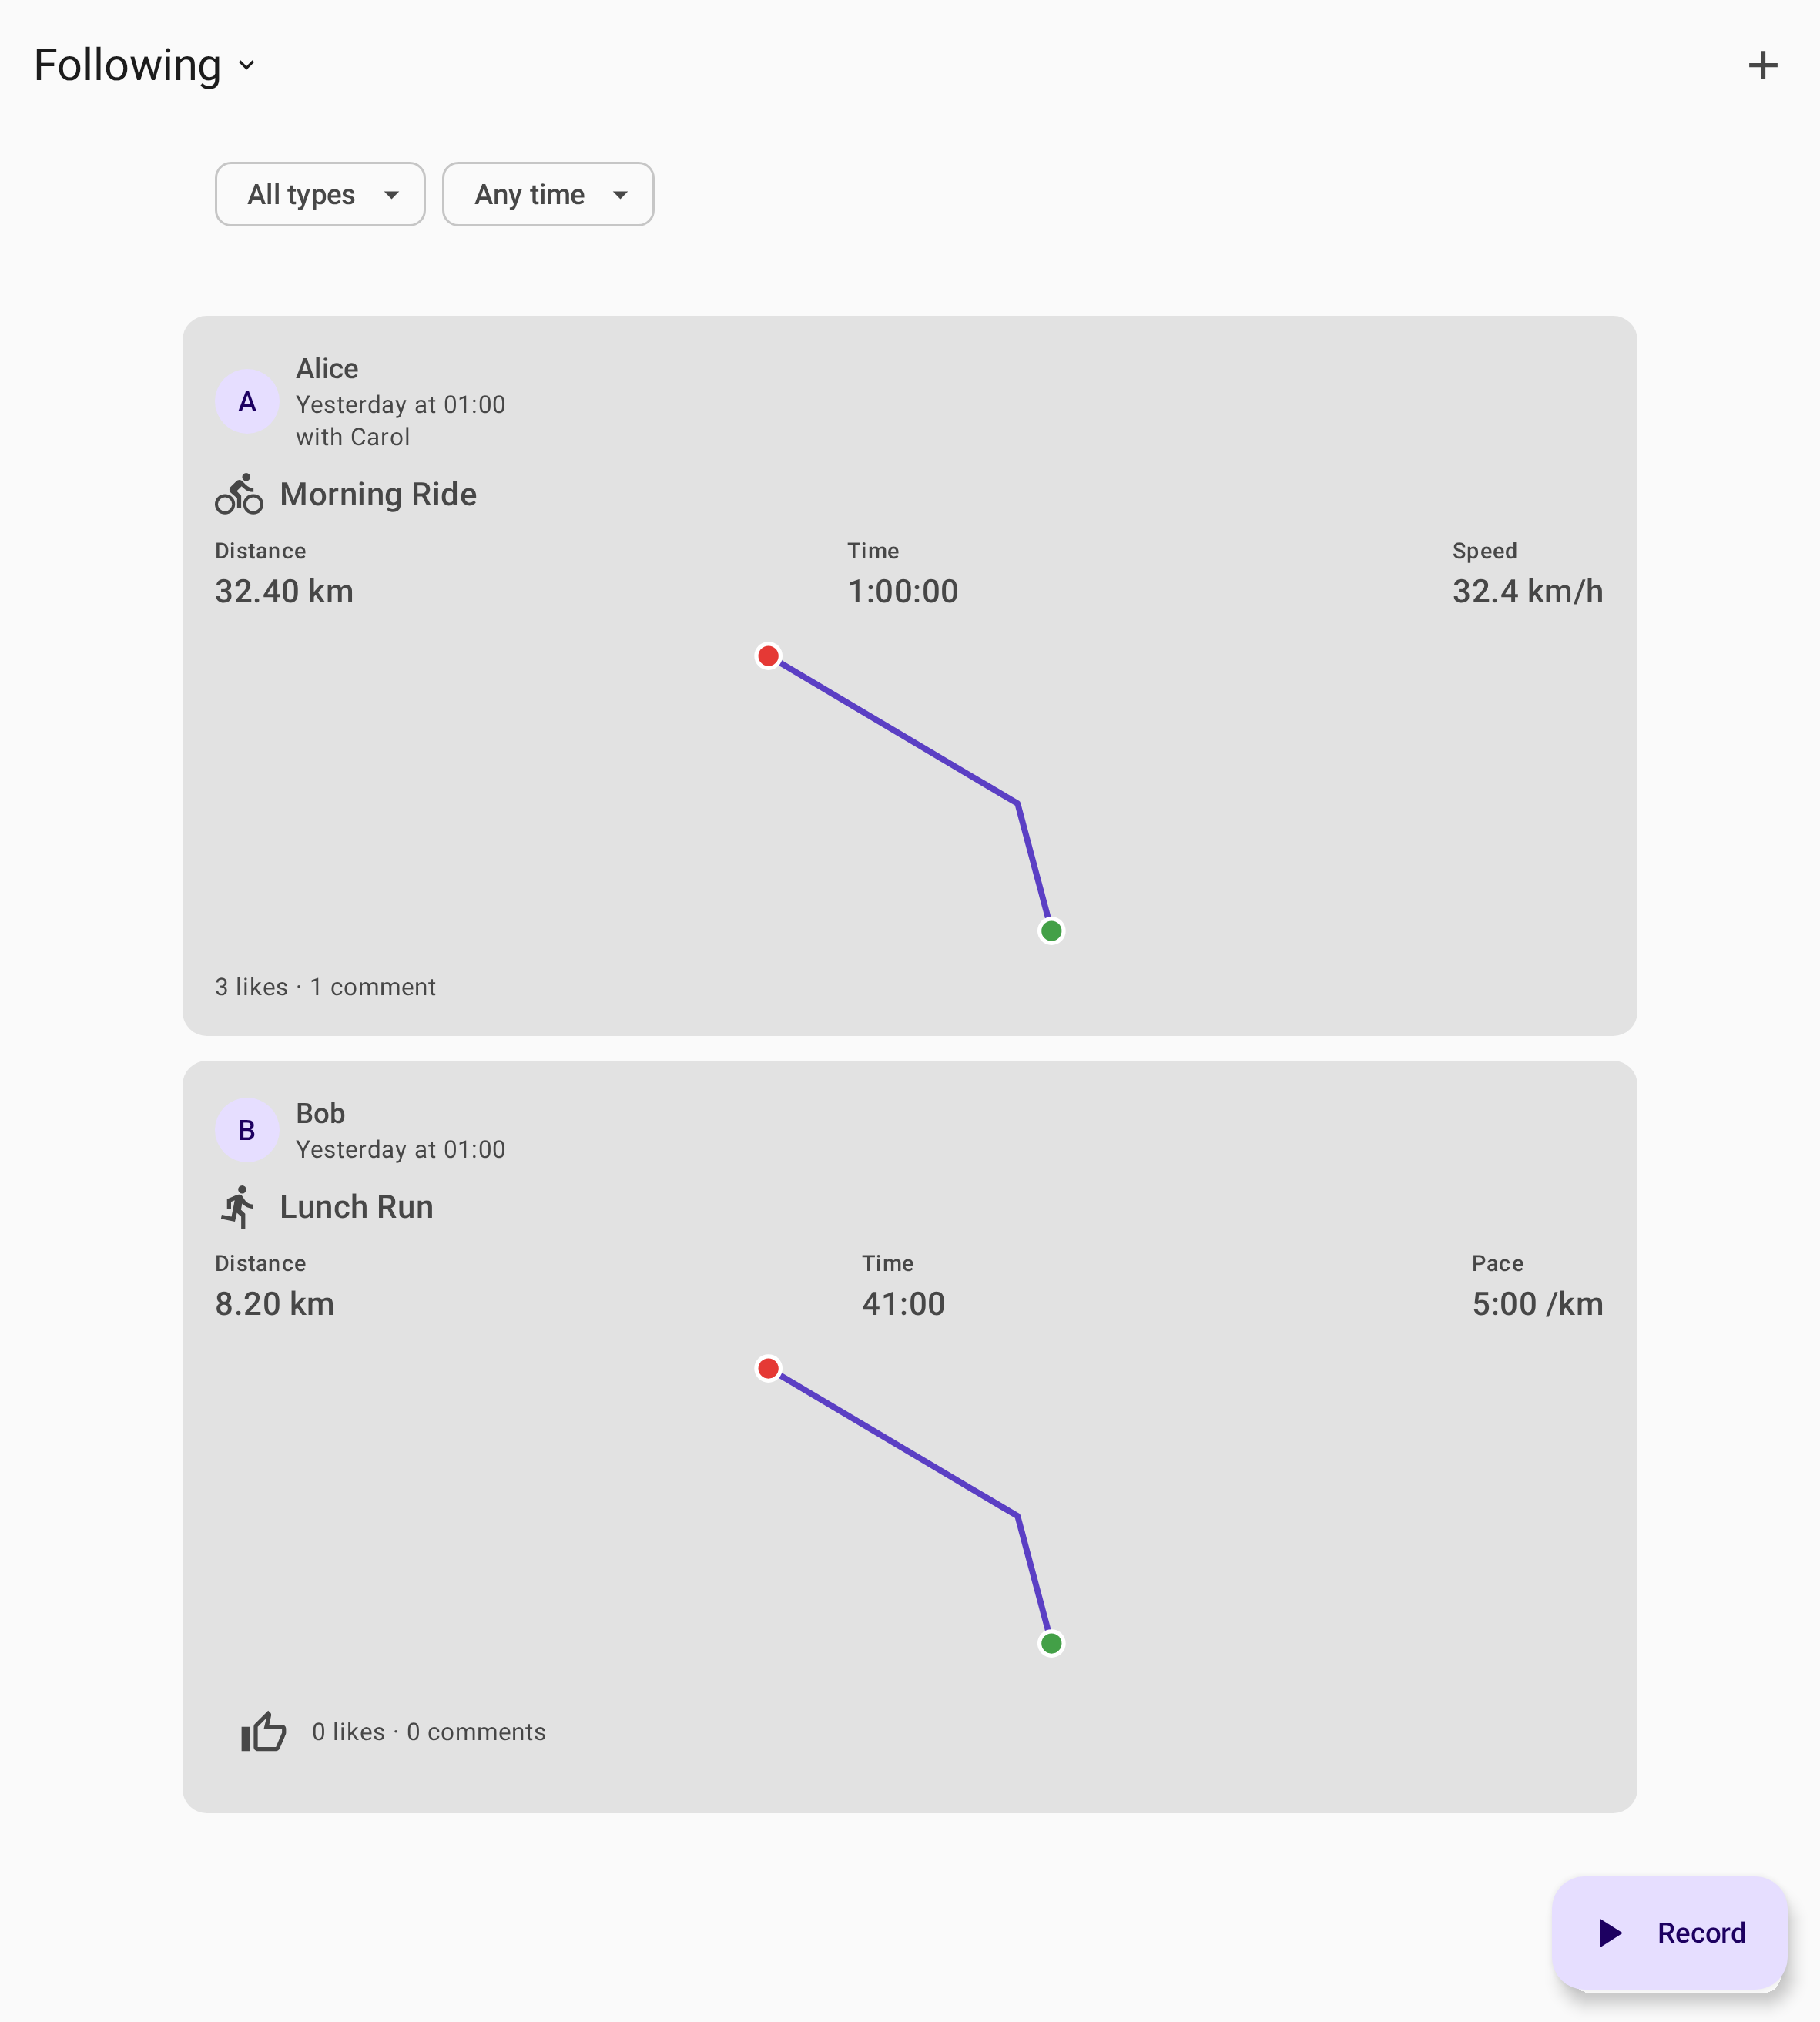 Following
All types
Any time
A
Alice
Yesterday at 01:00
with Carol
Morning Ride
Distance
32.40 km
Time
1:00:00
Speed
32.4 km/h
3 likes · 1 comment
B
Bob
Yesterday at 01:00
Lunch Run
Distance
8.20 km
Time
41:00
Pace
5:00 /km
0 likes · 0 comments
Record